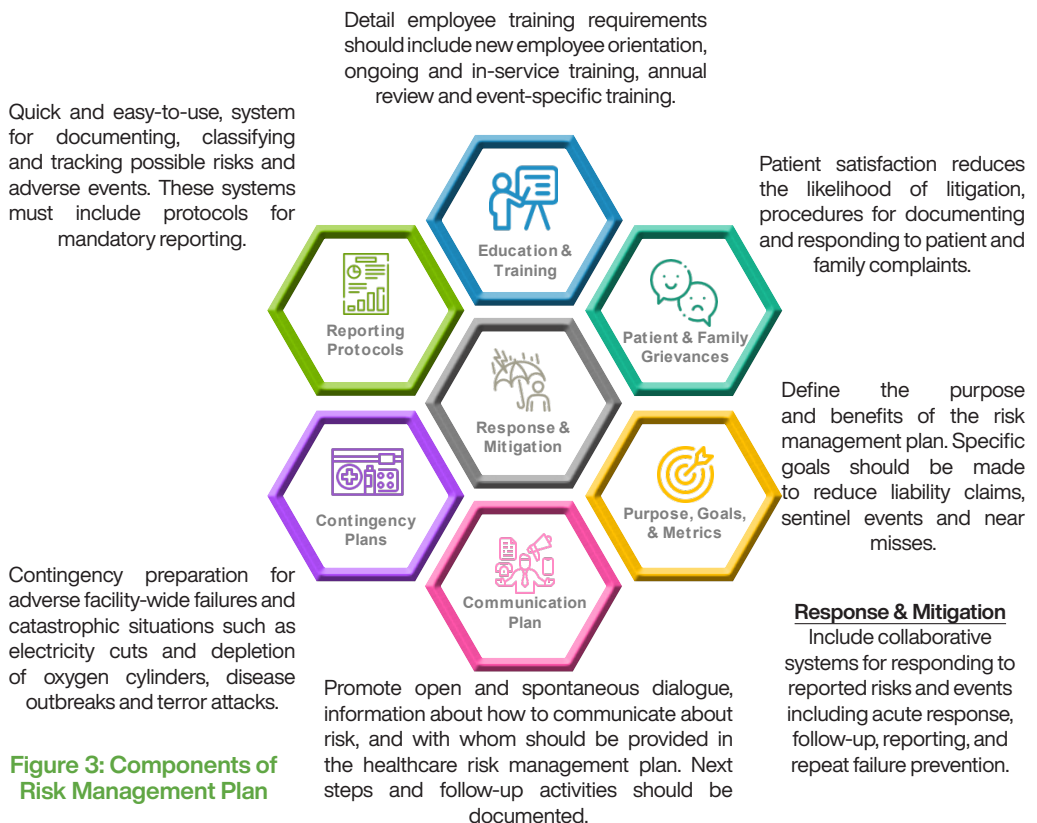 Detail employee training requirements
should include new employee orientation,
ongoing and in-service training, annual
review and event-specific training.
Quick and easy-to-use, system
for documenting, classifying
and tracking possible risks and
adverse events. These systems
must include protocols for
mandatory reporting.
Patient satisfaction reduces
the likelihood of litigation,
procedures for documenting
and responding to patient and
family complaints.
Education &
Training
Reporting
Protocols
Patient & Family
Grievances
Response &
Mitigation
Contingency
Plans
Purpose, Goals,
& Metrics
Communication
Plan
Define the purpose
and benefits of the risk
management plan. Specific
goals should be made
to reduce liability claims,
sentinel events and near
misses.
Contingency preparation for
adverse facility-wide failures and
catastrophic situations such as
electricity cuts and depletion
of oxygen cylinders, disease
outbreaks and terror attacks.
Response & Mitigation
Include collaborative
systems for responding to
reported risks and events
including acute response,
follow-up, reporting, and
repeat failure prevention.
Promote open and spontaneous dialogue,
information about how to communicate about
risk, and with whom should be provided in
the healthcare risk management plan. Next
steps and follow-up activities should be
documented.
Figure 3: Components of
Risk Management Plan